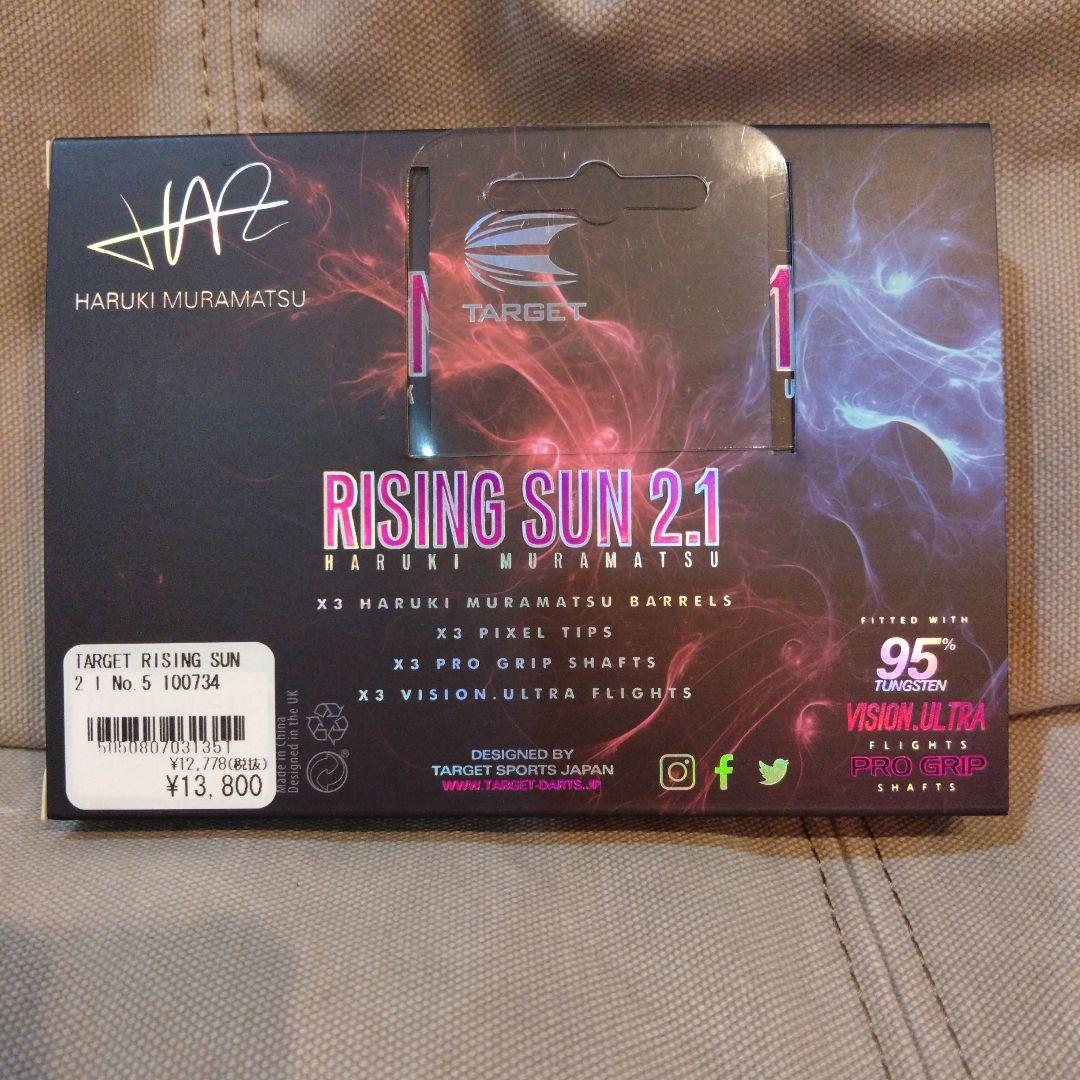 HARUKI MURAMATSU
TARGET
RISING SUN 2.1
HARUKI MURAMATSU
X3 HARUKI MURAMATSU BARRELS
X3 PIXEL TIPS
X3 PRO GRIP SHAFTS
X3 VISION.ULTRA FLIGHTS
FITTED WITH
95%
TUNGSTEN
VISION.ULTRA
FLIGHTS
PRO GRIP
SHAFTS
TARGET RISING SUN
2 1 No.5 100734
5050807031351
¥12,778(税抜)
¥13,800
Made in China
Designed in the UK
DESIGNED BY
TARGET SPORTS JAPAN
WWW.TARGET-DARTS.JP